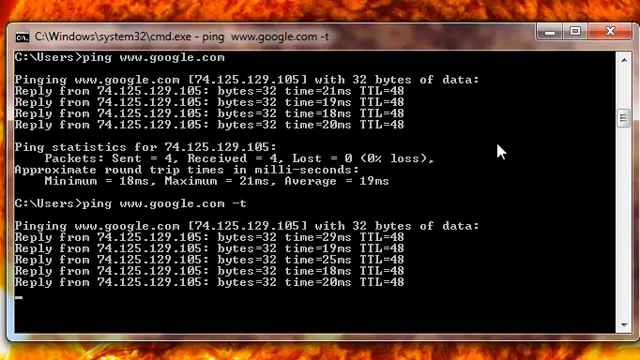 C:\Windows\system32\cmd.exe - ping  www.google.com -t
C:\Users>ping www.google.com
Pinging www.google.com [74.125.129.105] with 32 bytes of data:
Reply from 74.125.129.105: bytes=32 time=21ms TTL=48
Reply from 74.125.129.105: bytes=32 time=19ms TTL=48
Reply from 74.125.129.105: bytes=32 time=18ms TTL=48
Reply from 74.125.129.105: bytes=32 time=20ms TTL=48
Ping statistics for 74.125.129.105:
    Packets: Sent = 4, Received = 4, Lost = 0 (0% loss),
Approximate round trip times in milli-seconds:
    Minimum = 18ms, Maximum = 21ms, Average = 19ms
C:\Users>ping www.google.com -t
Pinging www.google.com [74.125.129.105] with 32 bytes of data:
Reply from 74.125.129.105: bytes=32 time=29ms TTL=48
Reply from 74.125.129.105: bytes=32 time=19ms TTL=48
Reply from 74.125.129.105: bytes=32 time=25ms TTL=48
Reply from 74.125.129.105: bytes=32 time=18ms TTL=48
Reply from 74.125.129.105: bytes=32 time=20ms TTL=48